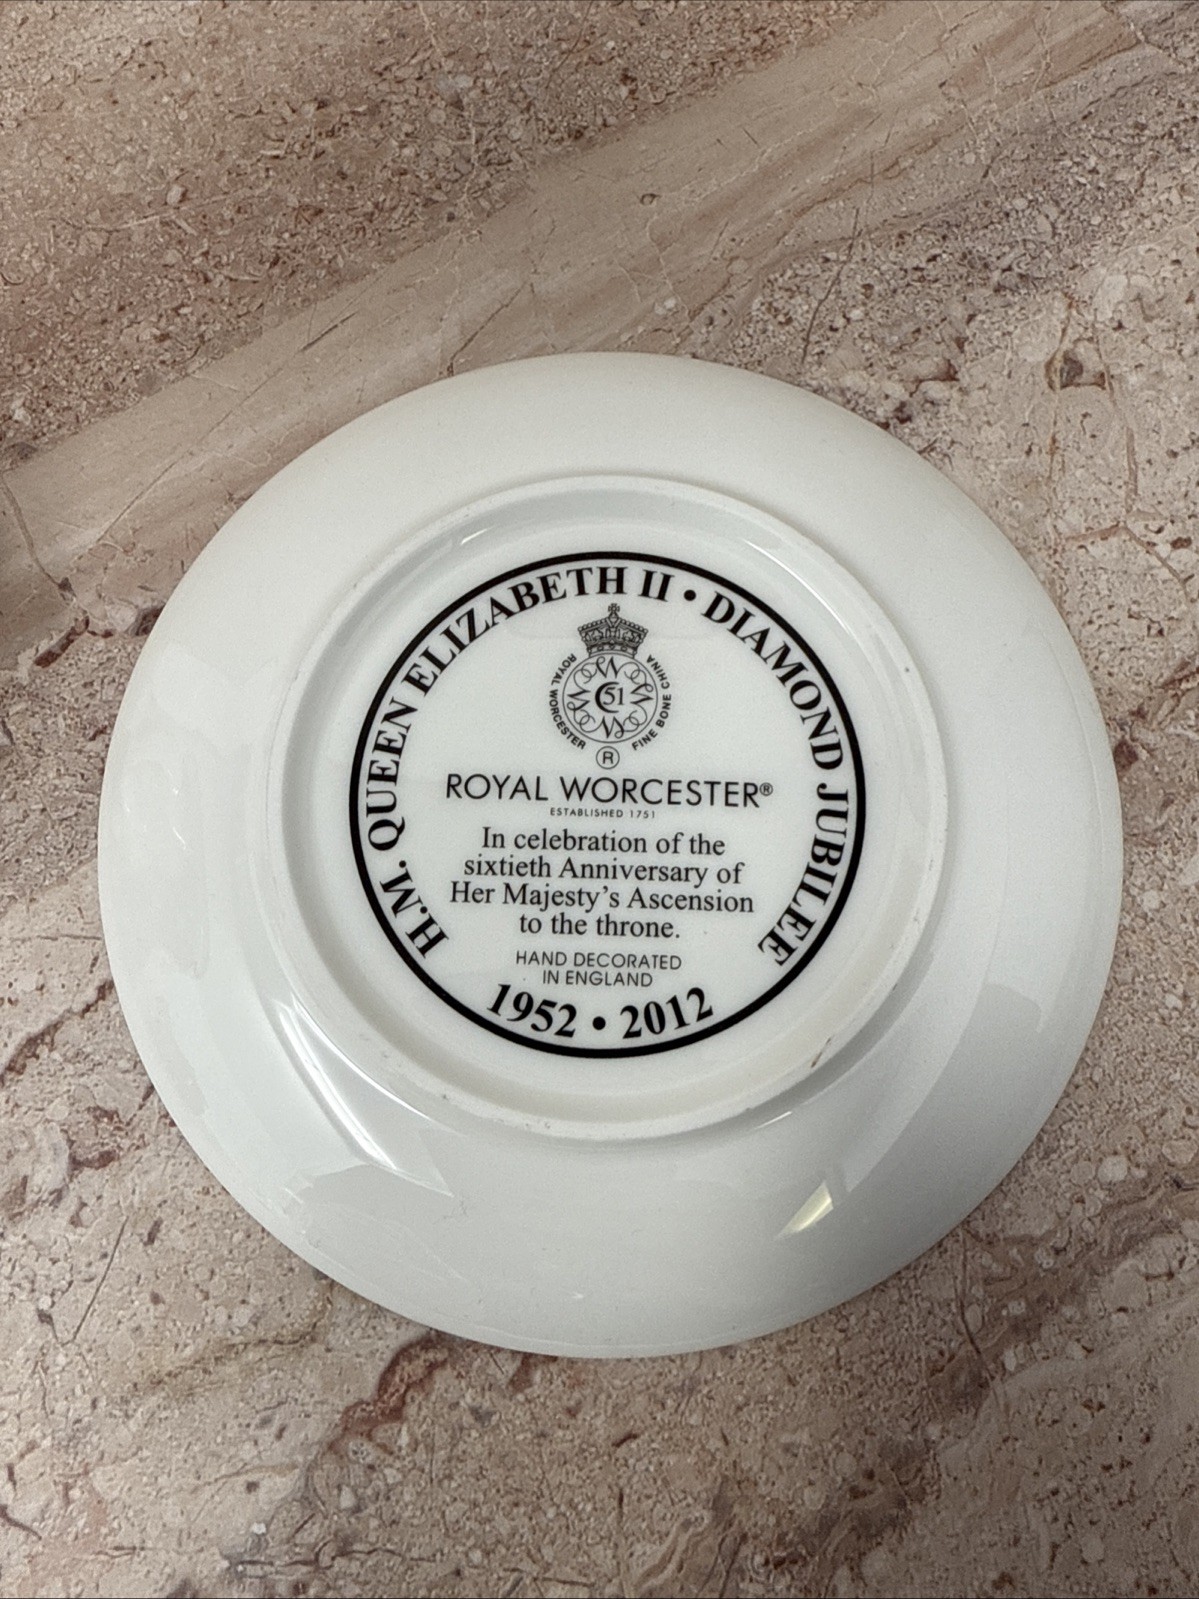 H.M. QUEEN ELIZABETH II • DIAMOND JUBILEE
ROYAL WORCESTER
51
FINE BONE CHINA
®
ROYAL WORCESTER®
ESTABLISHED 1751
In celebration of the
sixtieth Anniversary of
Her Majesty's Ascension
to the throne.
HAND DECORATED
IN ENGLAND
1952 • 2012